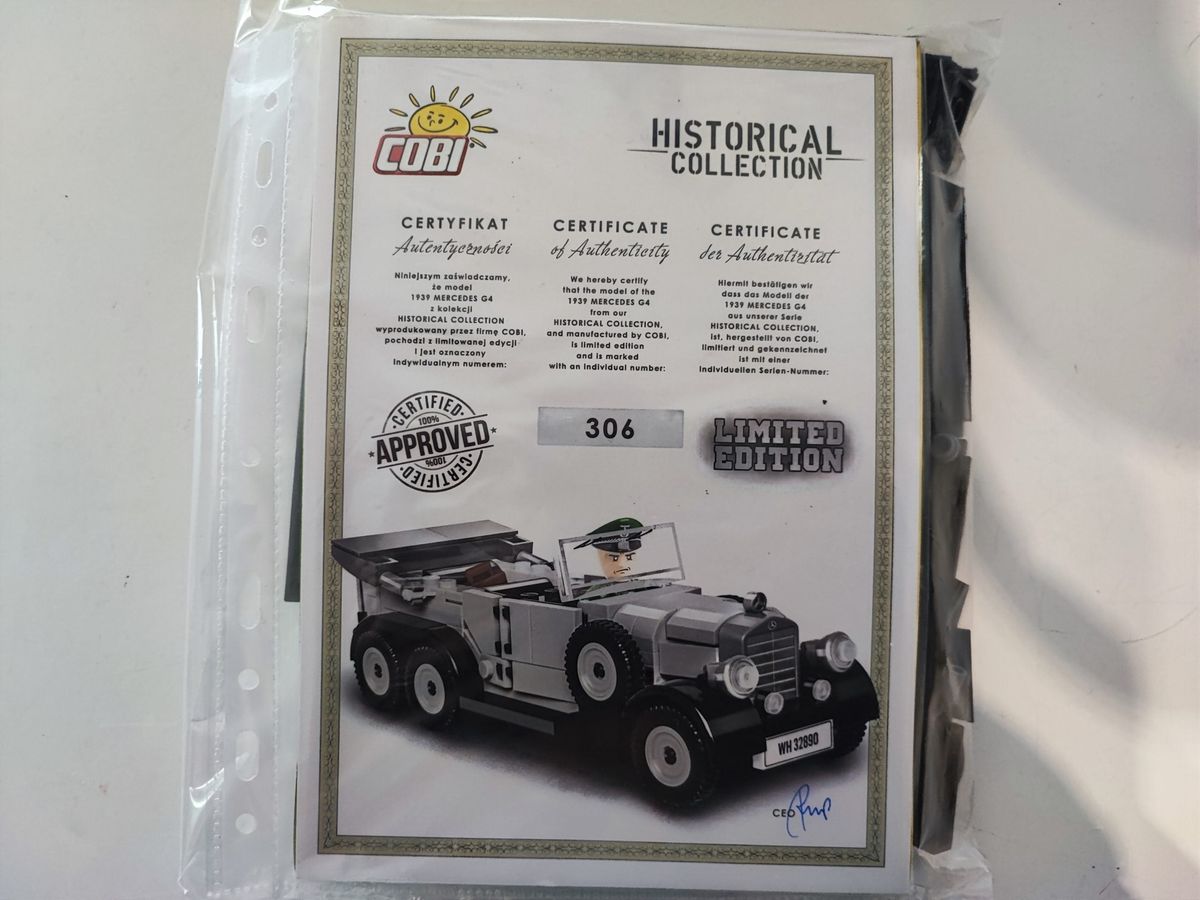 COBI
HISTORICAL
COLLECTION
CERTYFIKAT
Autentyczności
Niniejszym zaświadczamy,
że model
1939 MERCEDES G4
z kolekcji
HISTORICAL COLLECTION
wyprodukowany przez firmę COBI,
pochodzi z limitowanej edycji
i jest oznaczony
indywidualnym numerem:
CERTIFICATE
of Authenticity
We hereby certify
that the model of the
1939 MERCEDES G4
from our
HISTORICAL COLLECTION,
and manufactured by COBI,
is limited edition
and is marked
with an individual number:
CERTIFICATE
der Authentizität
Hiermit bestätigen wir
dass das Modell der
1939 MERCEDES G4
aus unserer Serie
HISTORICAL COLLECTION,
ist, hergestellt von COBI,
limitiert und gekennzeichnet
ist mit einer
individuellen Serien-Nummer:
CERTIFIED
100%
APPROVED
100%
CERTIFIED
306
LIMITED
EDITION
WH 32890
CEO